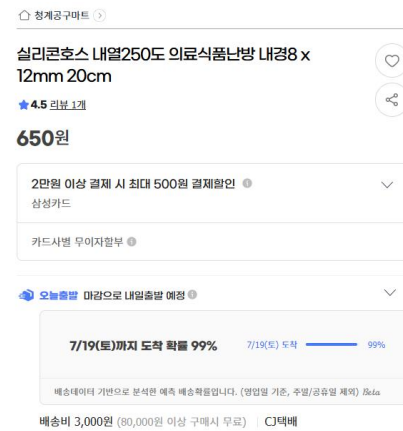 청계공구마트
실리콘호스 내열250도 의료식품난방 내경8 x
12mm 20cm
4.5 리뷰 1개
650원
2만원 이상 결제 시 최대 500원 결제할인
삼성카드
카드사별 무이자할부
오늘출발 마감으로 내일출발 예정
7/19(토)까지 도착 확률 99%
7/19(토) 도착 99%
배송데이터 기반으로 분석한 예측 배송확률입니다. (영업일 기준, 주말/공휴일 제외) Beta
배송비 3,000원 (80,000원 이상 구매시 무료) | CJ택배